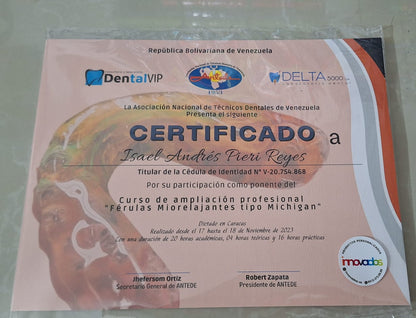 República Bolivariana de Venezuela
DentalVIP
DELTA 5000
La Asociación Nacional de Técnicos Dentales de Venezuela
Presenta el siguiente
CERTIFICADO a
Isael Andrés Pieri Reyes
Titular de la Cédula de Identidad N° V-20.754.868
Por su participación como ponente del
Curso de ampliación profesional
"Férulas Miorelajantes tipo Michigan"
Dictado en Caracas
Realizado desde el 17 hasta el 18 de Noviembre de 2023
Con una duración de 20 horas académicas, 04 horas teóricas y 16 horas prácticas
Jhefersom Ortíz
Secretario General de ANTEDE
Robert Zapata
Presidente de ANTEDE
innovados